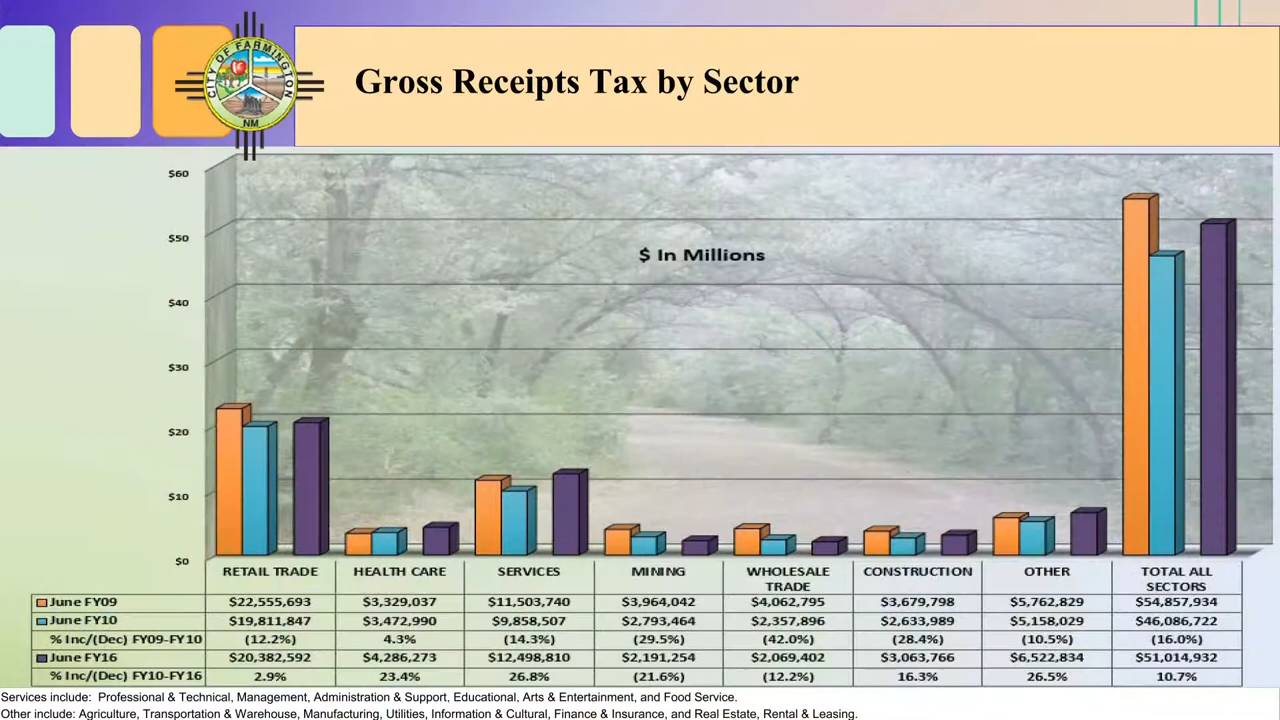 CITY OF FARMINGTON
NM
Gross Receipts Tax by Sector
$ In Millions
$60
$50
$40
$30
$20
$10
$0
RETAIL TRADE HEALTH CARE SERVICES MINING WHOLESALE TRADE CONSTRUCTION OTHER TOTAL ALL SECTORS
June FY09 $22,555,693 $3,329,037 $11,503,740 $3,964,042 $4,062,795 $3,679,798 $5,762,829 $54,857,934
June FY10 $19,811,847 $3,472,990 $9,858,507 $2,793,464 $2,357,896 $2,633,989 $5,158,029 $46,086,722
% Inc/(Dec) FY09-FY10 (12.2%) 4.3% (14.3%) (29.5%) (42.0%) (28.4%) (10.5%) (16.0%)
June FY16 $20,382,592 $4,286,273 $12,498,810 $2,191,254 $2,069,402 $3,063,766 $6,522,834 $51,014,932
% Inc/(Dec) FY10-FY16 2.9% 23.4% 26.8% (21.6%) (12.2%) 16.3% 26.5% 10.7%
Services include: Professional & Technical, Management, Administration & Support, Educational, Arts & Entertainment, and Food Service.
Other include: Agriculture, Transportation & Warehouse, Manufacturing, Utilities, Information & Cultural, Finance & Insurance, and Real Estate, Rental & Leasing.